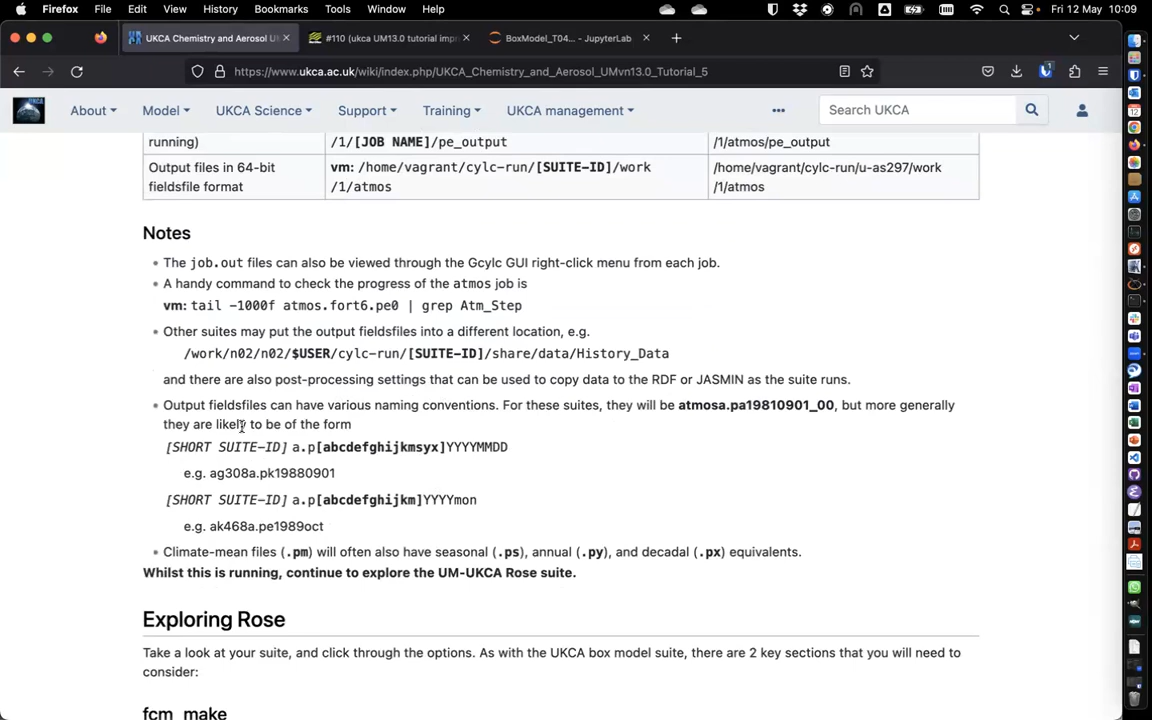 Firefox File Edit View History Bookmarks Tools Window Help Fri 12 May 10:09
UKCA Chemistry and Aerosol U #110 (ukca UM13.0 tutorial imp BoxModel_T04... - JupyterLab
https://www.ukca.ac.uk/wiki/index.php/UKCA_Chemistry_and_Aerosol_UMvn13.0_Tutorial_5
About Model UKCA Science Support Training UKCA management Search UKCA
running) /1/[JOB NAME]/pe_output /1/atmos/pe_output
Output files in 64-bit vm: /home/vagrant/cylc-run/[SUITE-ID]/work /home/vagrant/cylc-run/u-as297/work
fieldsfile format /1/atmos /1/atmos
Notes
The job.out files can also be viewed through the Gcylc GUI right-click menu from each job.
A handy command to check the progress of the atmos job is
vm: tail -1000f atmos.fort6.pe0 | grep Atm_Step
Other suites may put the output fieldsfiles into a different location, e.g.
/work/n02/n02/$USER/cylc-run/[SUITE-ID]/share/data/History_Data
and there are also post-processing settings that can be used to copy data to the RDF or JASMIN as the suite runs.
Output fieldsfiles can have various naming conventions. For these suites, they will be atmosa.pa19810901_00, but more generally
they are likely to be of the form
[SHORT SUITE-ID] a.p[abcdefghijkmsyx]YYYYMMDD
e.g. ag308a.pk19880901
[SHORT SUITE-ID] a.p[abcdefghijkm]YYYYmon
e.g. ak468a.pe1989oct
Climate-mean files (.pm) will often also have seasonal (.ps), annual (.py), and decadal (.px) equivalents.
Whilst this is running, continue to explore the UM-UKCA Rose suite.
Exploring Rose
Take a look at your suite, and click through the options. As with the UKCA box model suite, there are 2 key sections that you will need to
consider:
fcm_make